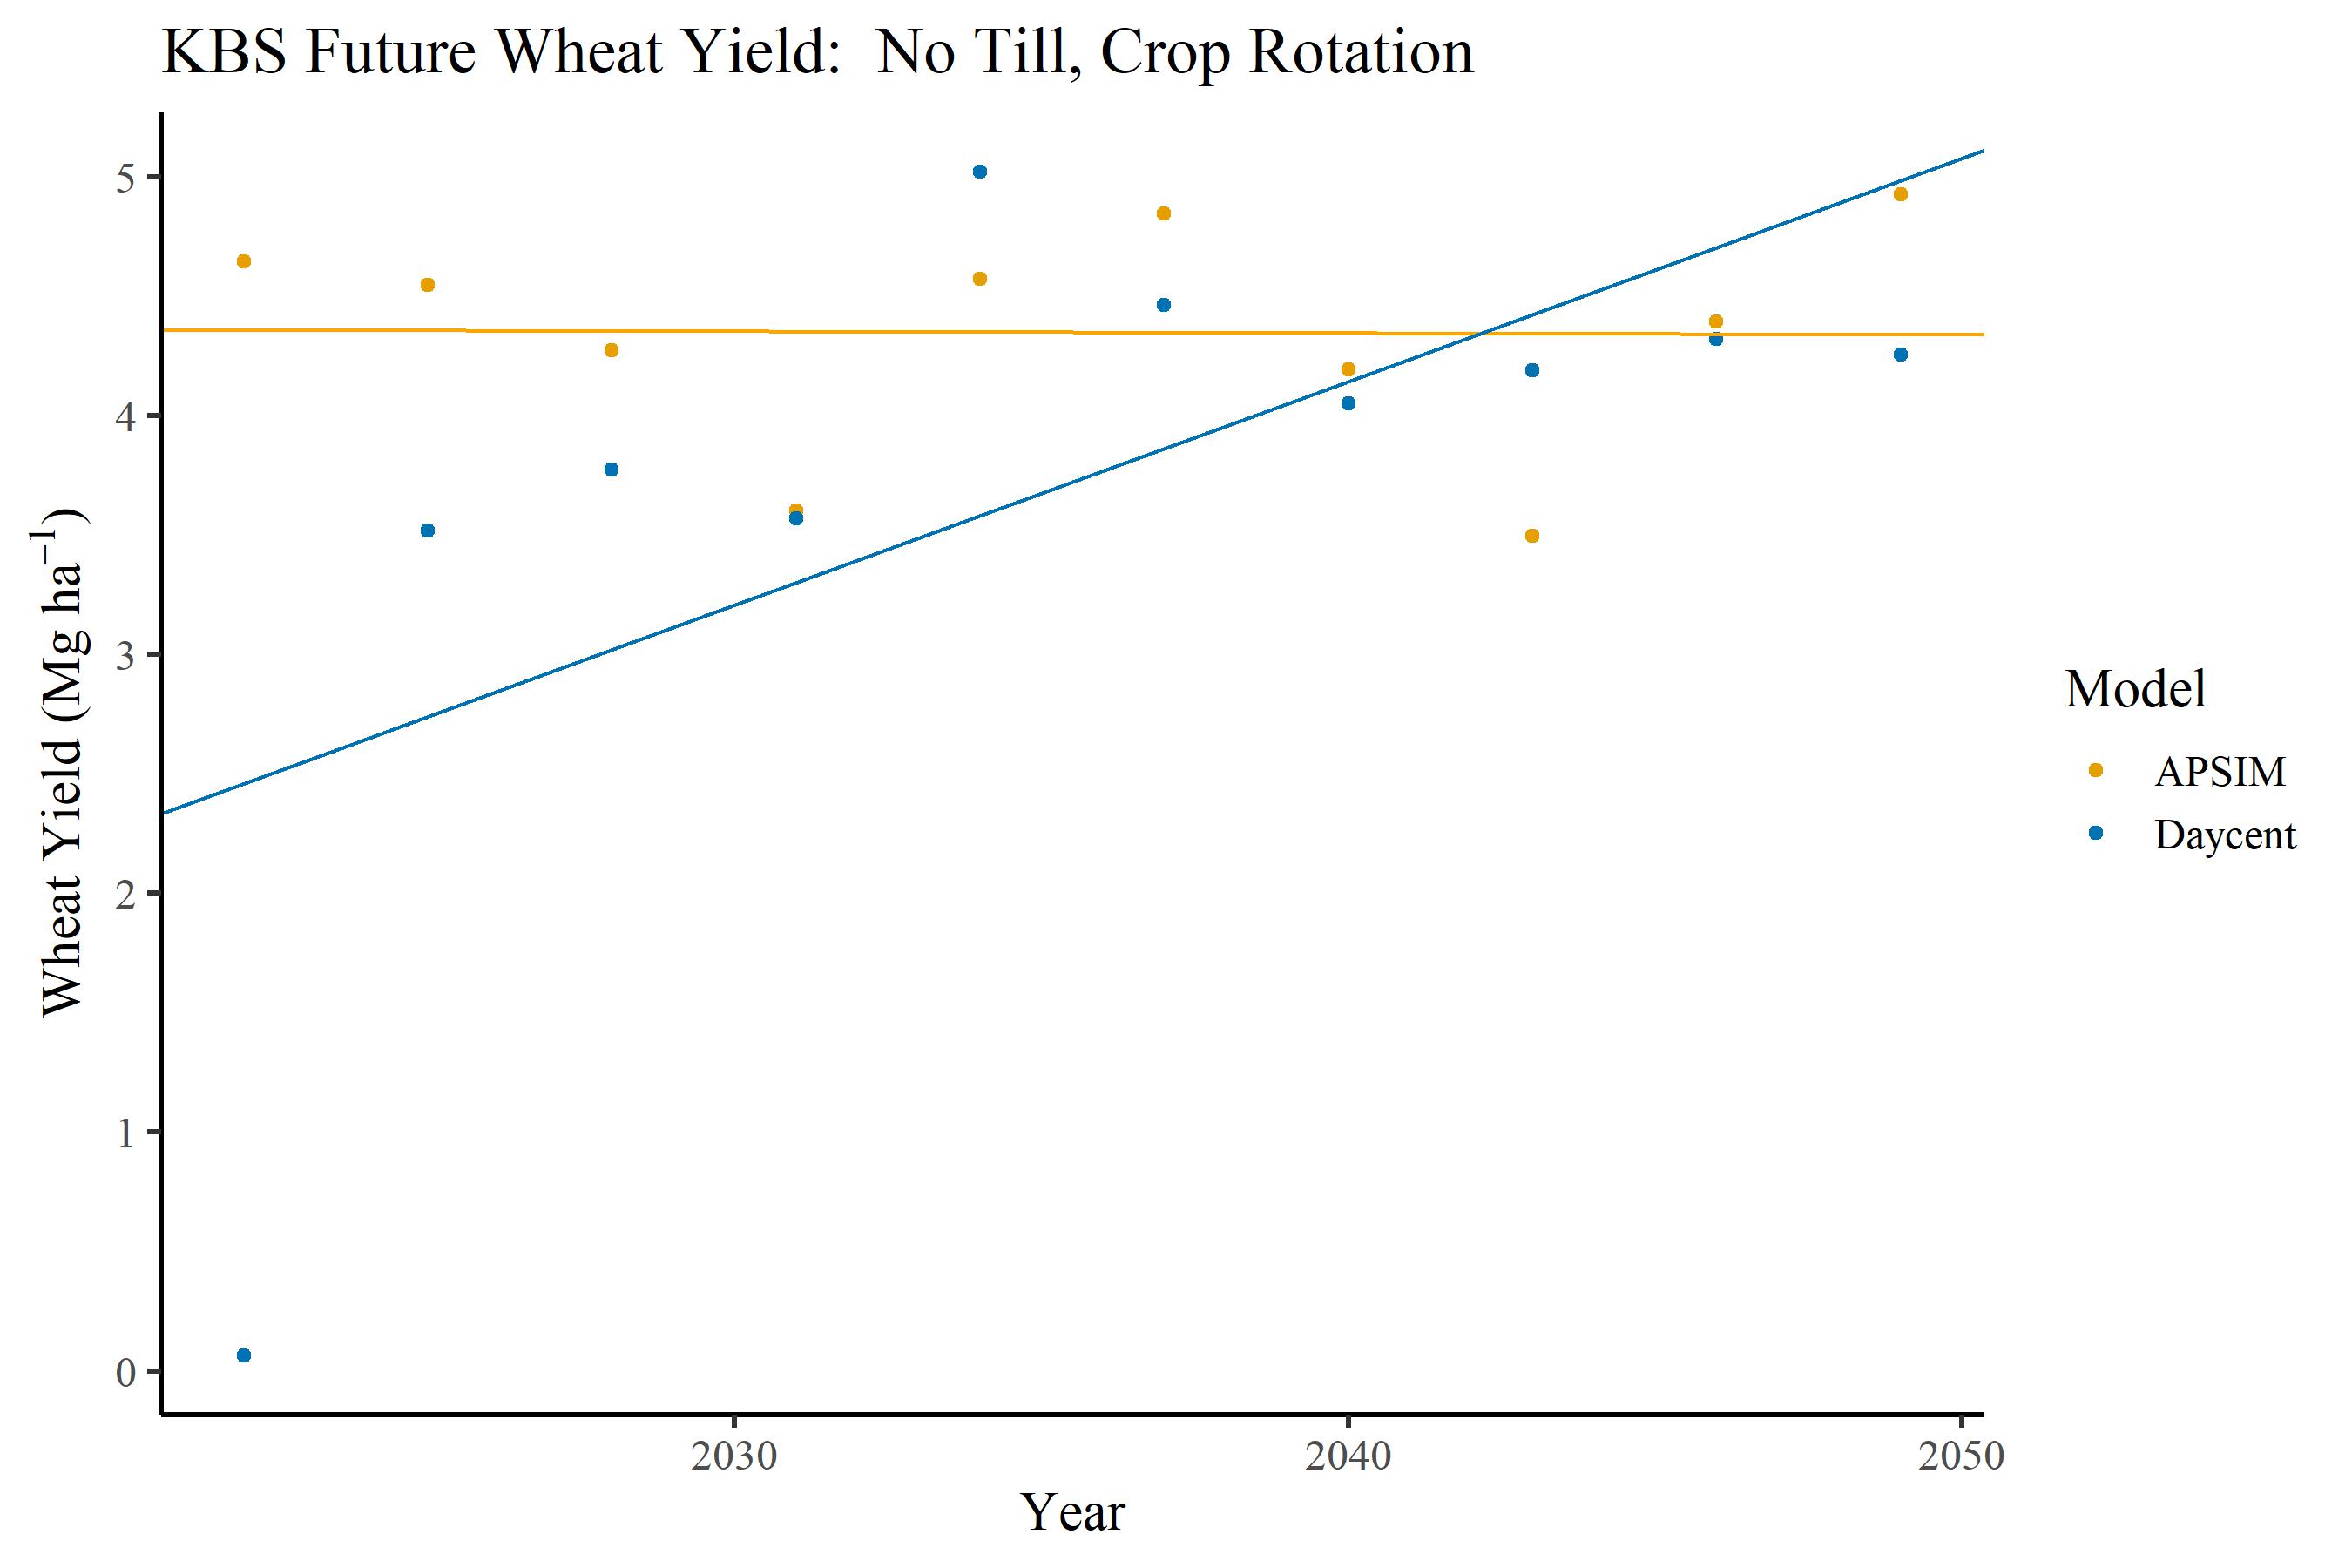 KBS Future Wheat Yield:  No Till, Crop Rotation
Wheat Yield (Mg ha⁻¹)
5
4
3
2
1
0
2030
2040
2050
Year
Model
APSIM
Daycent